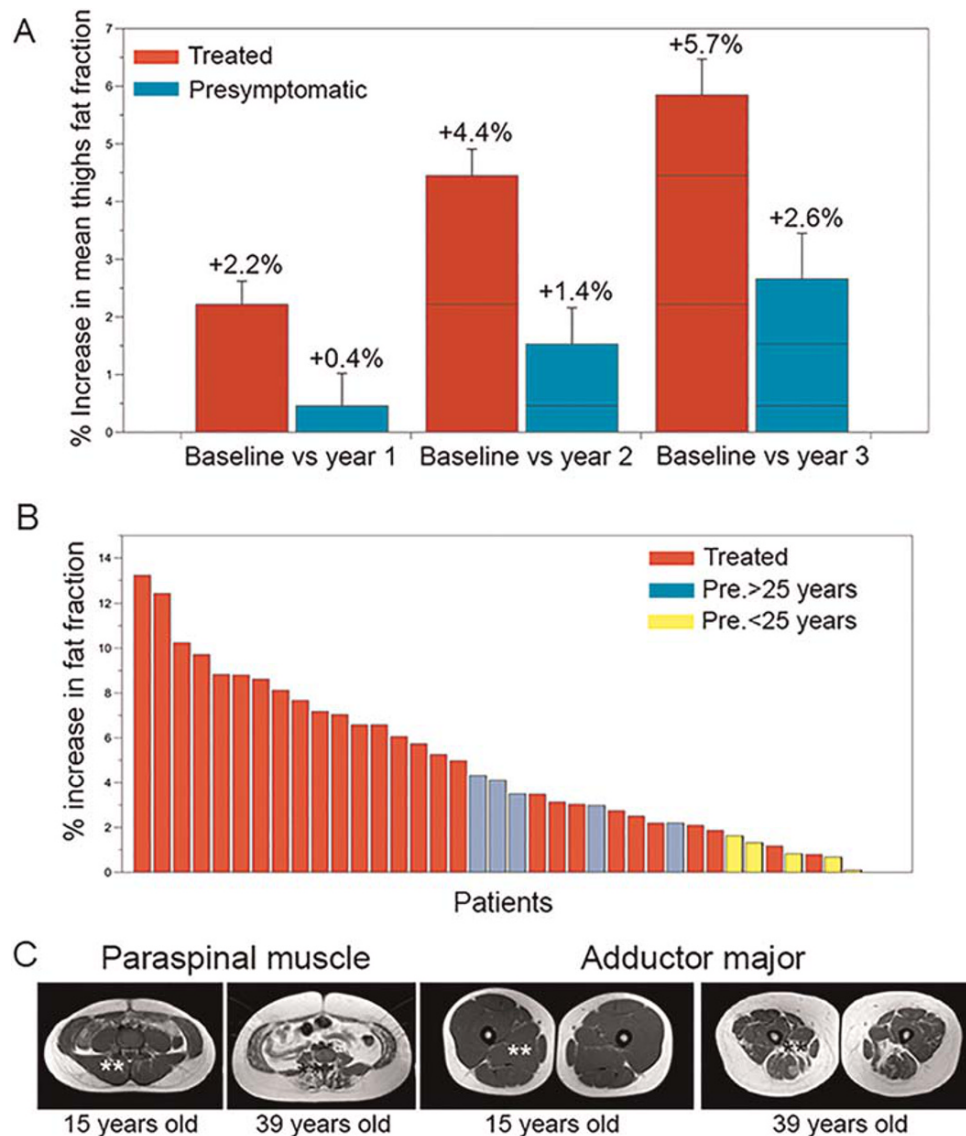 A
% Increase in mean thighs fat fraction
7
6
5
4
3
2
1
0
Treated
Presymptomatic
+2.2%
+0.4%
+4.4%
+1.4%
+5.7%
+2.6%
Baseline vs year 1
Baseline vs year 2
Baseline vs year 3
B
% increase in fat fraction
14
12
10
8
6
4
2
0
Treated
Pre.>25 years
Pre.<25 years
Patients
C
Paraspinal muscle
Adductor major
**
**
**
**
15 years old
39 years old
15 years old
39 years old